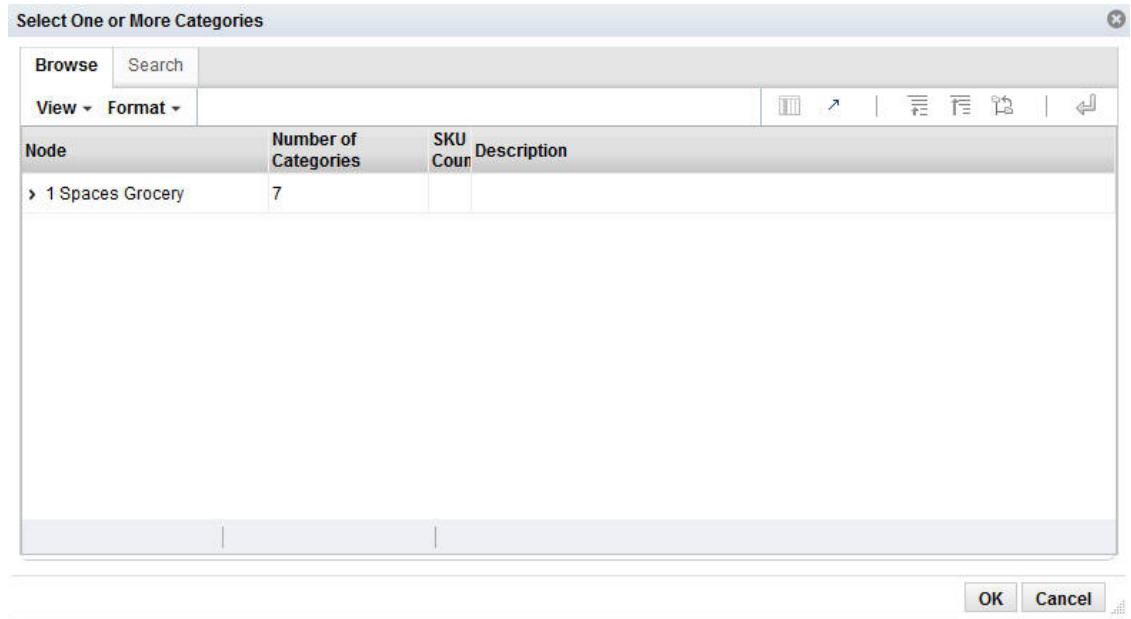 Select One or More Categories
Browse Search
View Format
Node Number of Categories SKU Coun Description
1 Spaces Grocery 7
OK Cancel